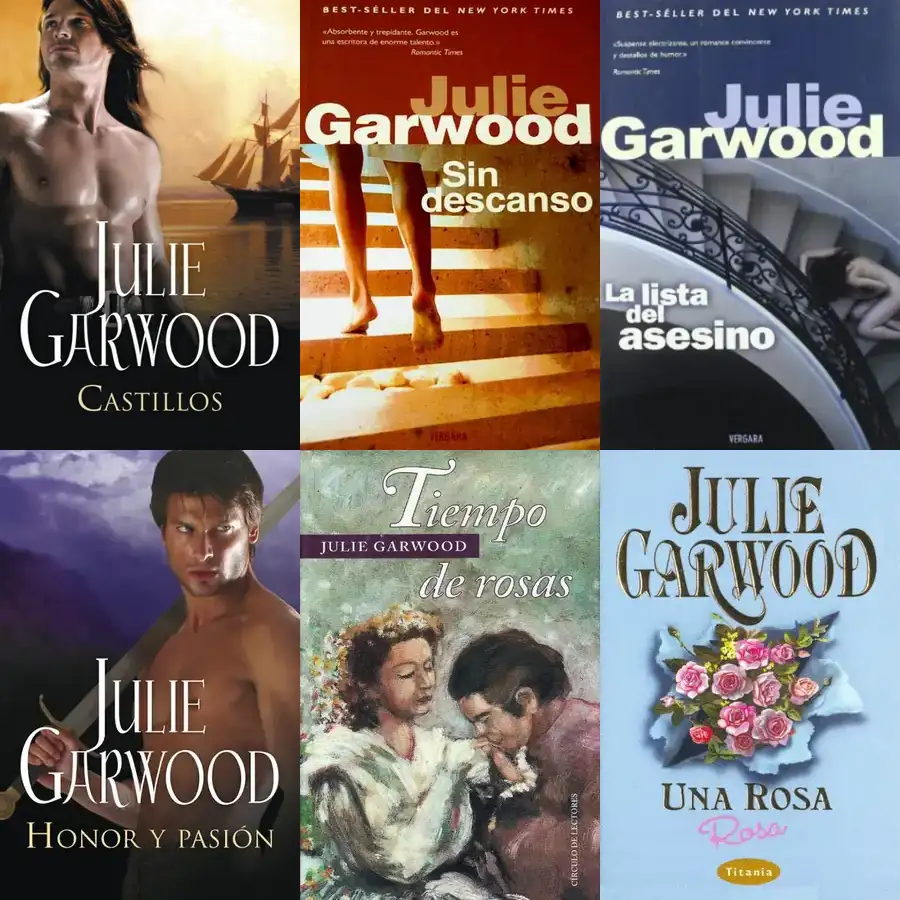 JULIE
GARWOOD
CASTILLOS
BEST-SÉLLER DEL NEW YORK TIMES
«Absorbente y trepidante. Garwood es
una escritora de enorme talento.»
Romantic Times
Julie
Garwood
Sin
descanso
VERGARA
BEST-SÉLLER DEL NEW YORK TIMES
«Suspense electrizante, un romance convincente
y destellos de humor.»
Romantic Times
Julie
Garwood
La lista
del
asesino
VERGARA
JULIE
GARWOOD
HONOR Y PASIÓN
Tiempo
JULIE GARWOOD
de rosas
CÍRCULO DE LECTORES
JULIE
GARWOOD
UNA ROSA
Rosa
Titania